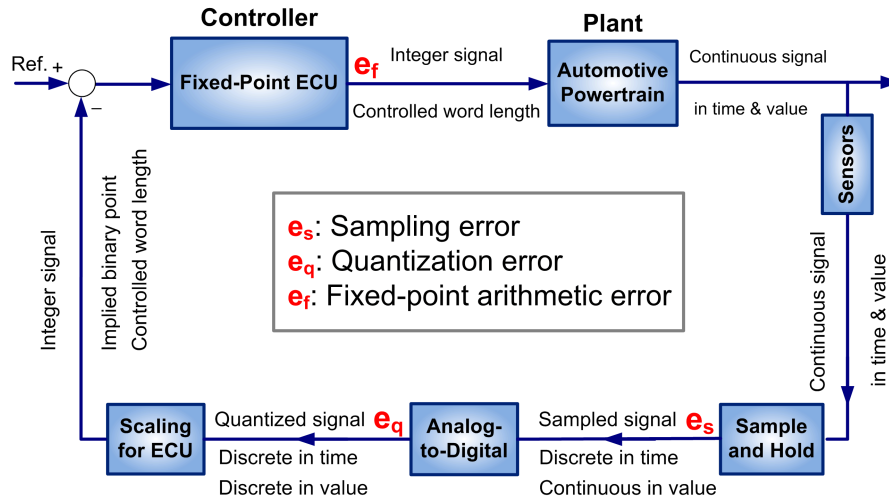 Controller
Plant
Ref.
+
−
Fixed-Point ECU
e_f
Integer signal
Controlled word length
Automotive
Powertrain
Continuous signal
in time & value
Sensors
Continuous signal
in time & value
e_s: Sampling error
e_q: Quantization error
e_f: Fixed-point arithmetic error
Integer signal
Implied binary point
Controlled word length
Scaling
for ECU
Quantized signal
e_q
Discrete in time
Discrete in value
Analog-
to-Digital
Sampled signal
e_s
Discrete in time
Continuous in value
Sample
and Hold